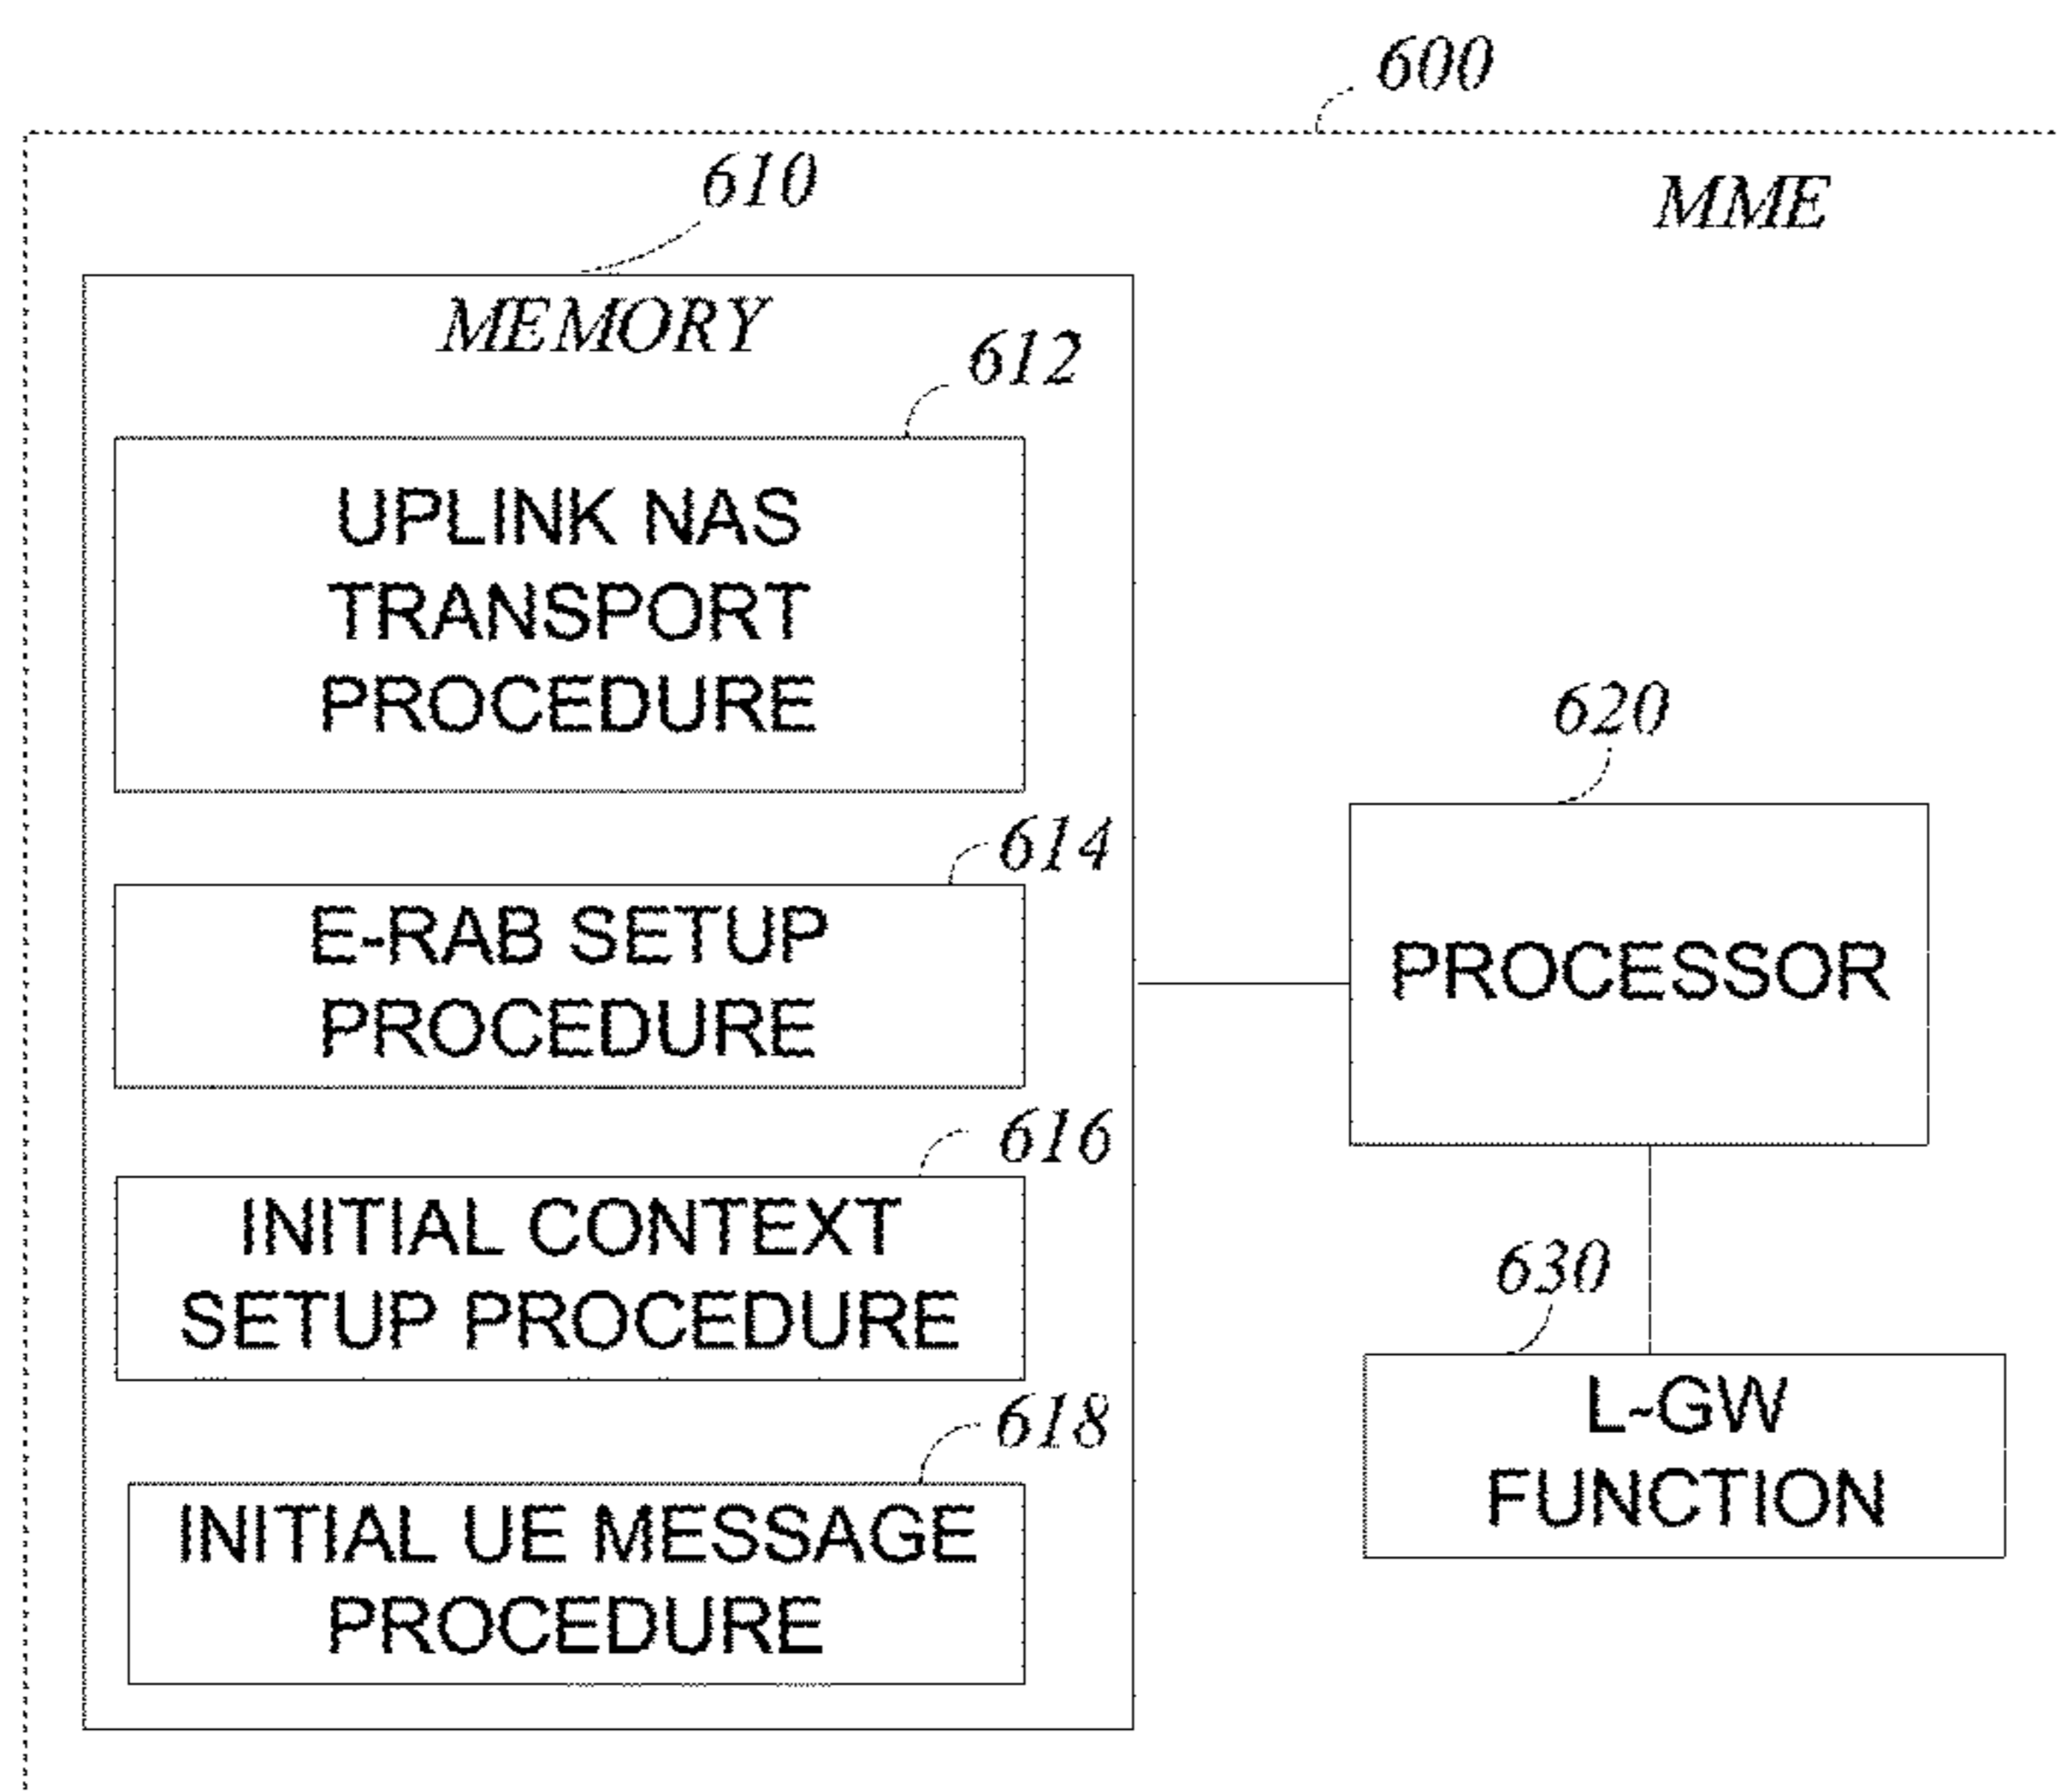 600
MME
610
MEMORY
612
UPLINK NAS
TRANSPORT
PROCEDURE
614
E-RAB SETUP
PROCEDURE
616
INITIAL CONTEXT
SETUP PROCEDURE
618
INITIAL UE MESSAGE
PROCEDURE
620
PROCESSOR
630
L-GW
FUNCTION